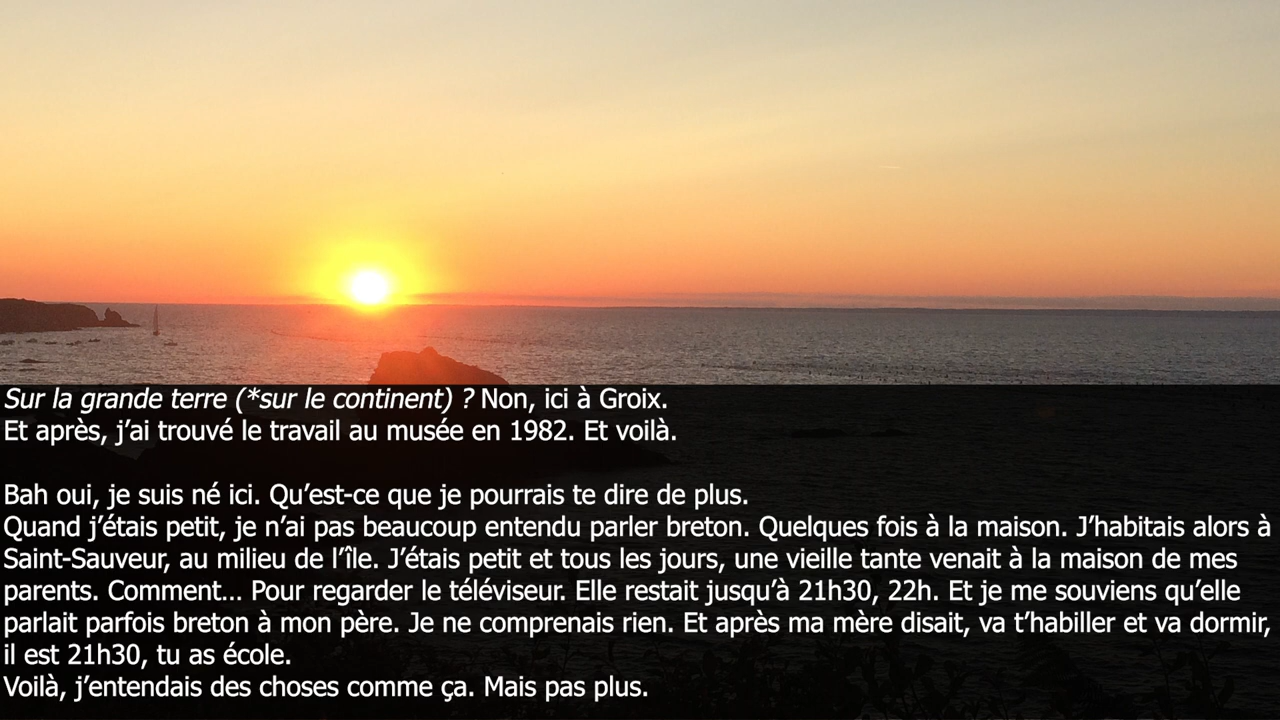 Sur la grande terre (*sur le continent) ? Non, ici à Groix.
Et après, j’ai trouvé le travail au musée en 1982. Et voilà.
Bah oui, je suis né ici. Qu’est-ce que je pourrais te dire de plus.
Quand j’étais petit, je n’ai pas beaucoup entendu parler breton. Quelques fois à la maison. J’habitais alors à
Saint-Sauveur, au milieu de l’île. J’étais petit et tous les jours, une vieille tante venait à la maison de mes
parents. Comment... Pour regarder le téléviseur. Elle restait jusqu’à 21h30, 22h. Et je me souviens qu’elle
parlait parfois breton à mon père. Je ne comprenais rien. Et après ma mère disait, va t’habiller et va dormir,
il est 21h30, tu as école.
Voilà, j’entendais des choses comme ça. Mais pas plus.